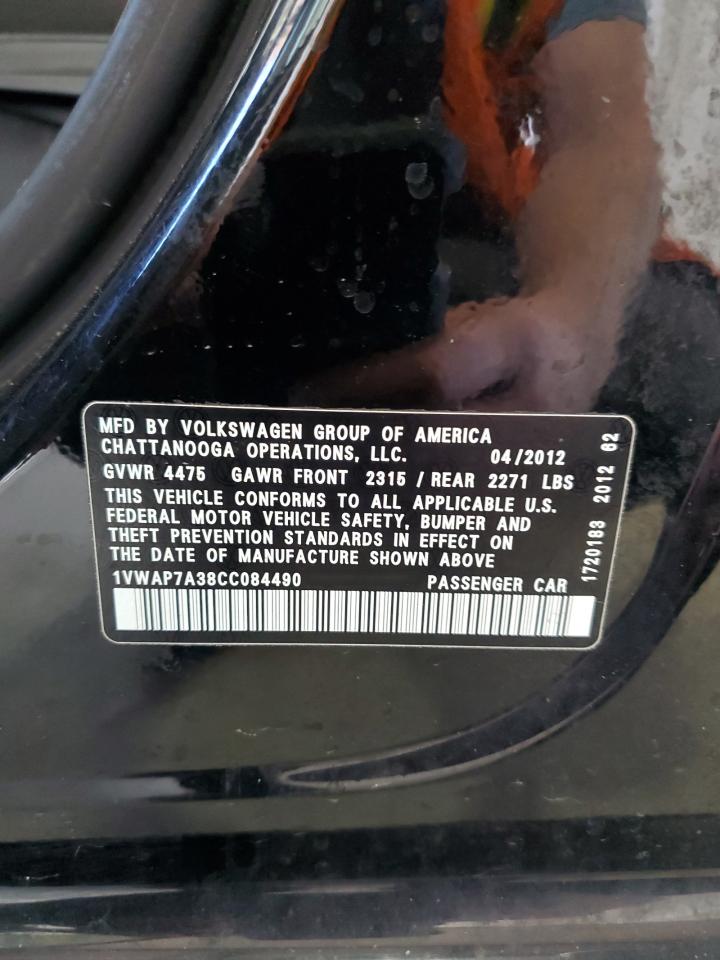 MFD BY VOLKSWAGEN GROUP OF AMERICA
CHATTANOOGA OPERATIONS, LLC. 04/2012
GVWR 4475 GAWR FRONT 2315 / REAR 2271 LBS
THIS VEHICLE CONFORMS TO ALL APPLICABLE U.S.
FEDERAL MOTOR VEHICLE SAFETY, BUMPER AND
THEFT PREVENTION STANDARDS IN EFFECT ON
THE DATE OF MANUFACTURE SHOWN ABOVE
1VWAP7A38CC084490 PASSENGER CAR
1720183 2012 62